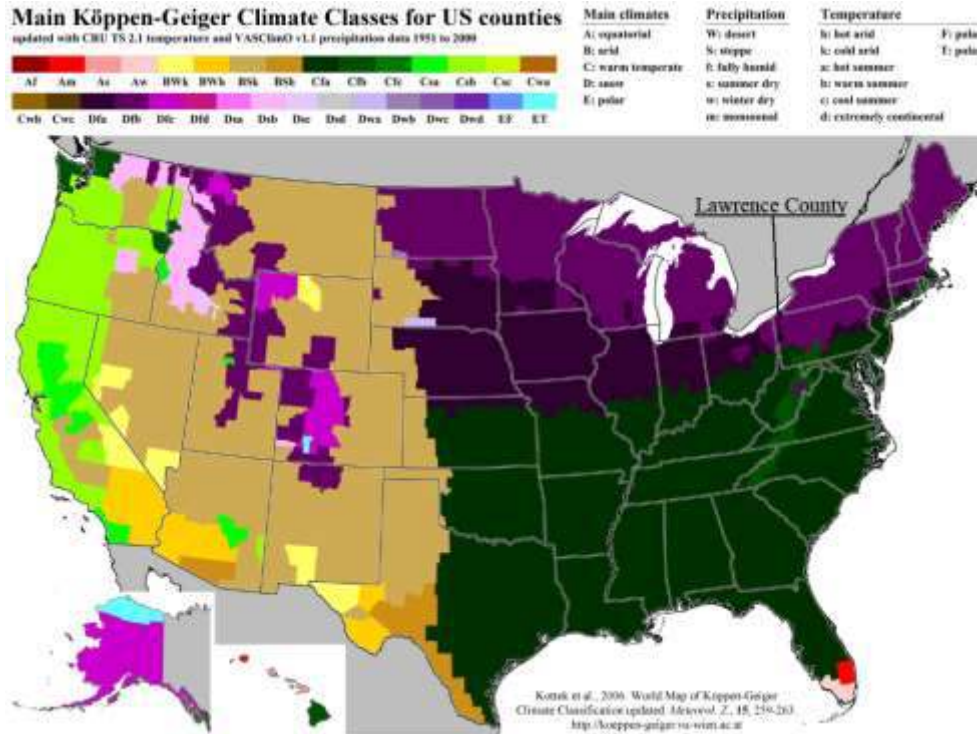 Main Köppen-Geiger Climate Classes for US counties
updated with CRU TS 2.1 temperature and VASClimO v1.1 precipitation data 1951 to 2000
Af Am As Aw BWk BWh BSk BSh Cfa Cfb Cfc Csa Csb Csc Cwa
Cwb Cwc Dfa Dfb Dfc Dfd Dsa Dsb Dsc Dsd Dwa Dwb Dwc Dwd EF ET
Main climates
A: equatorial
B: arid
C: warm temperate
D: snow
E: polar
Precipitation
W: desert
S: steppe
f: fully humid
s: summer dry
w: winter dry
m: monsoonal
Temperature
h: hot arid F: pola
k: cold arid T: pola
a: hot summer
b: warm summer
c: cool summer
d: extremely continental
Lawrence County
Kottek et al., 2006: World Map of Köppen-Geiger
Climate Classification updated. Meteorol. Z., 15, 259-263.
http://koeppen-geiger.vu-wien.ac.at